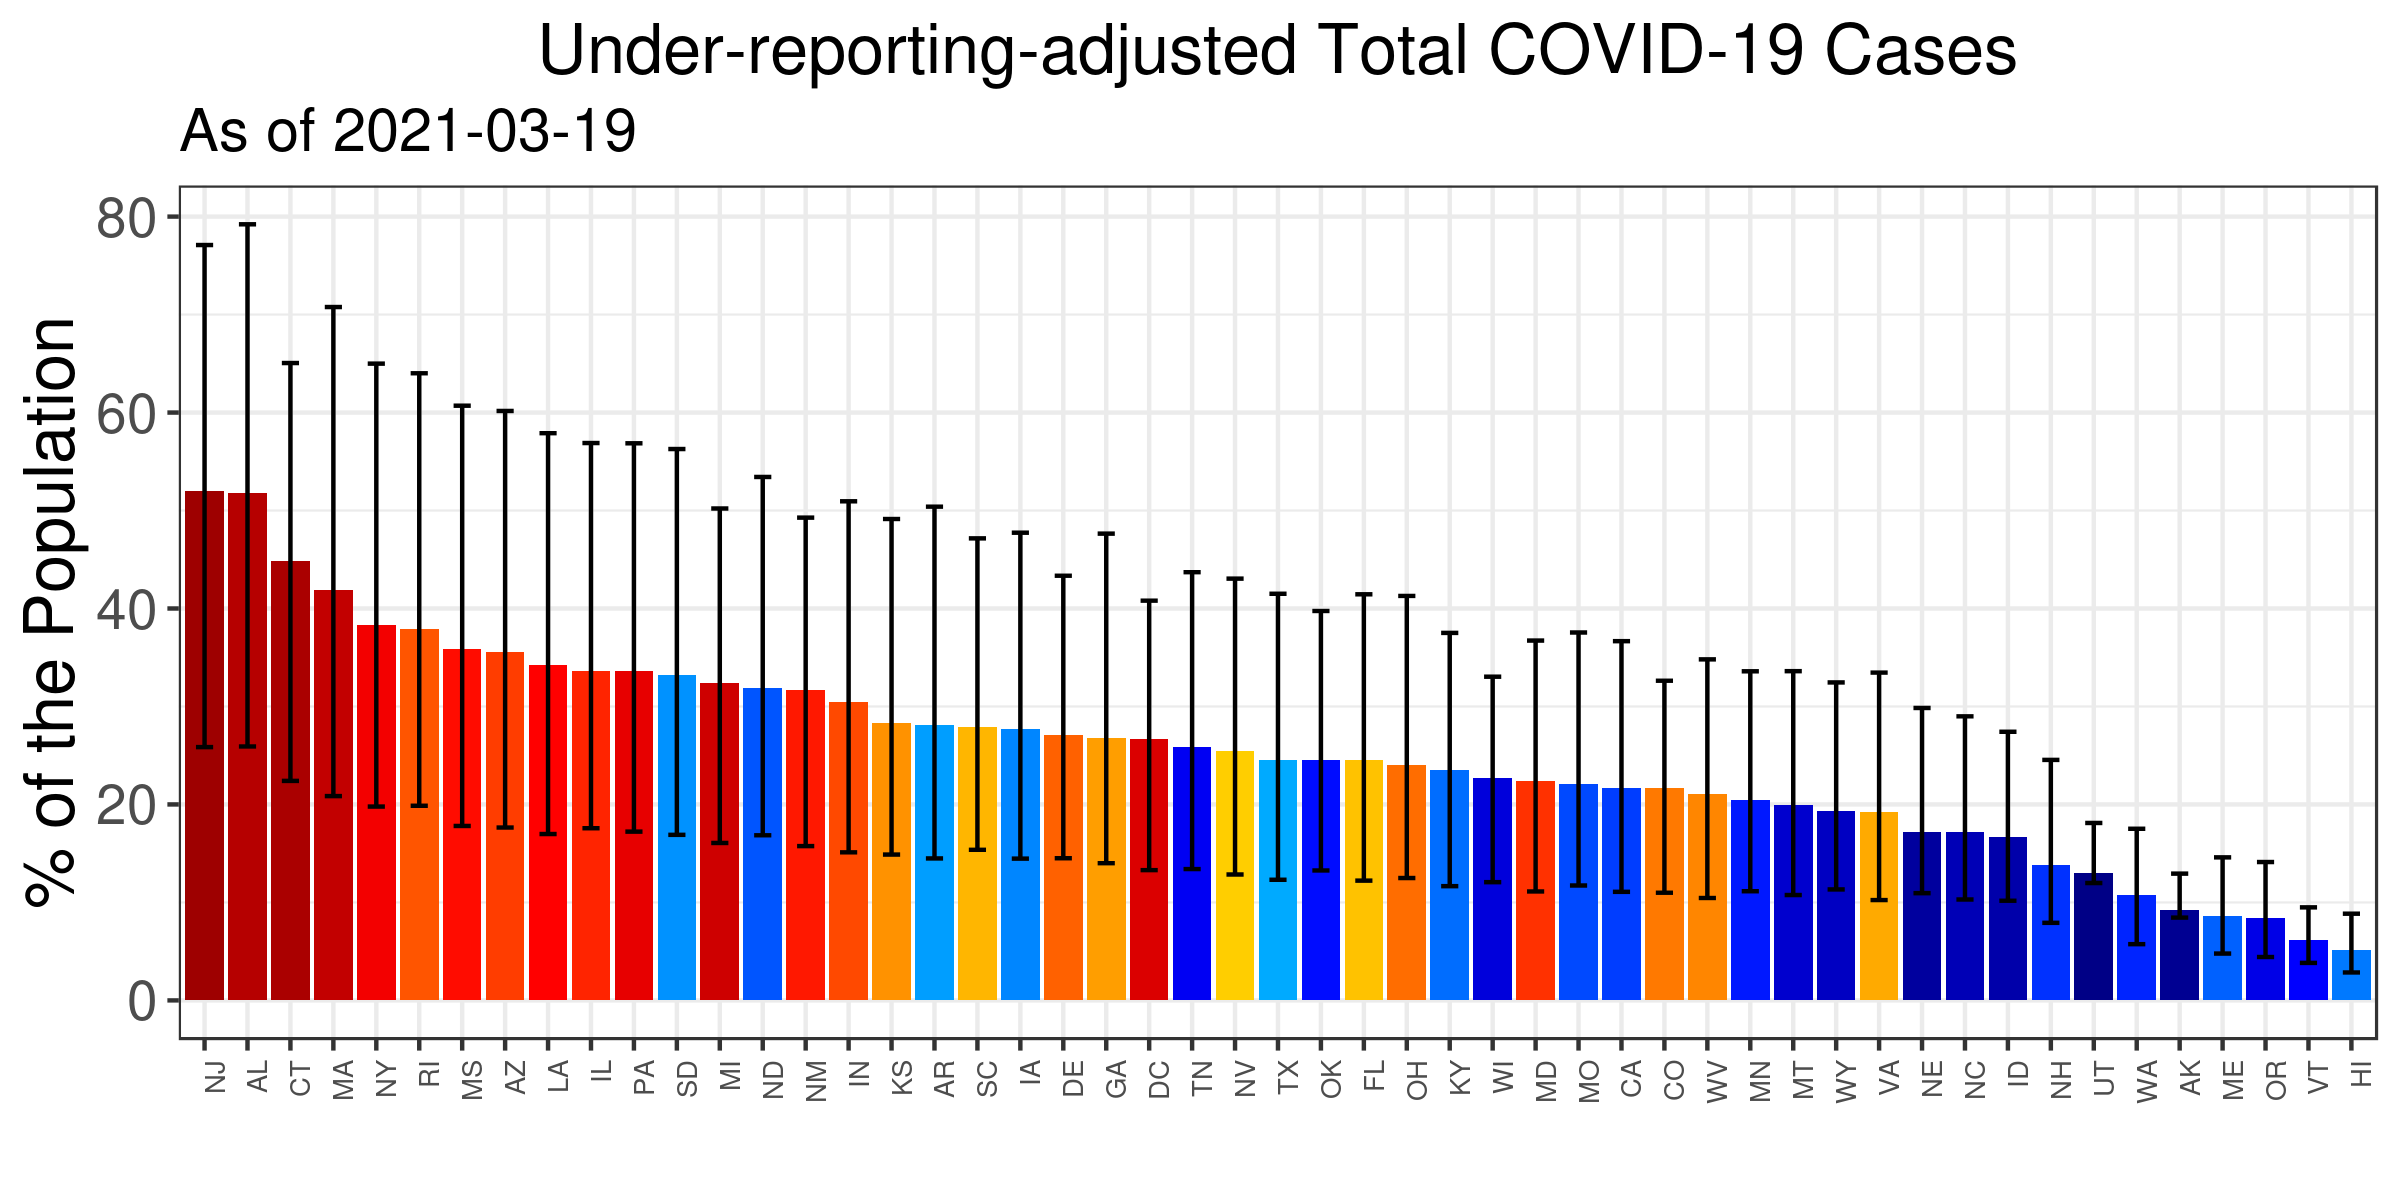 Under-reporting-adjusted Total COVID-19 Cases
As of 2021-03-19
% of the Population
80
60
40
20
0
NJ AL CT MA NY RI MS AZ LA IL PA SD MI ND NM IN KS AR SC IA DE GA DC TN NV TX OK FL OH KY WI MD MO CA CO WV MN MT WY VA NE NC ID NH UT WA AK ME OR VT HI